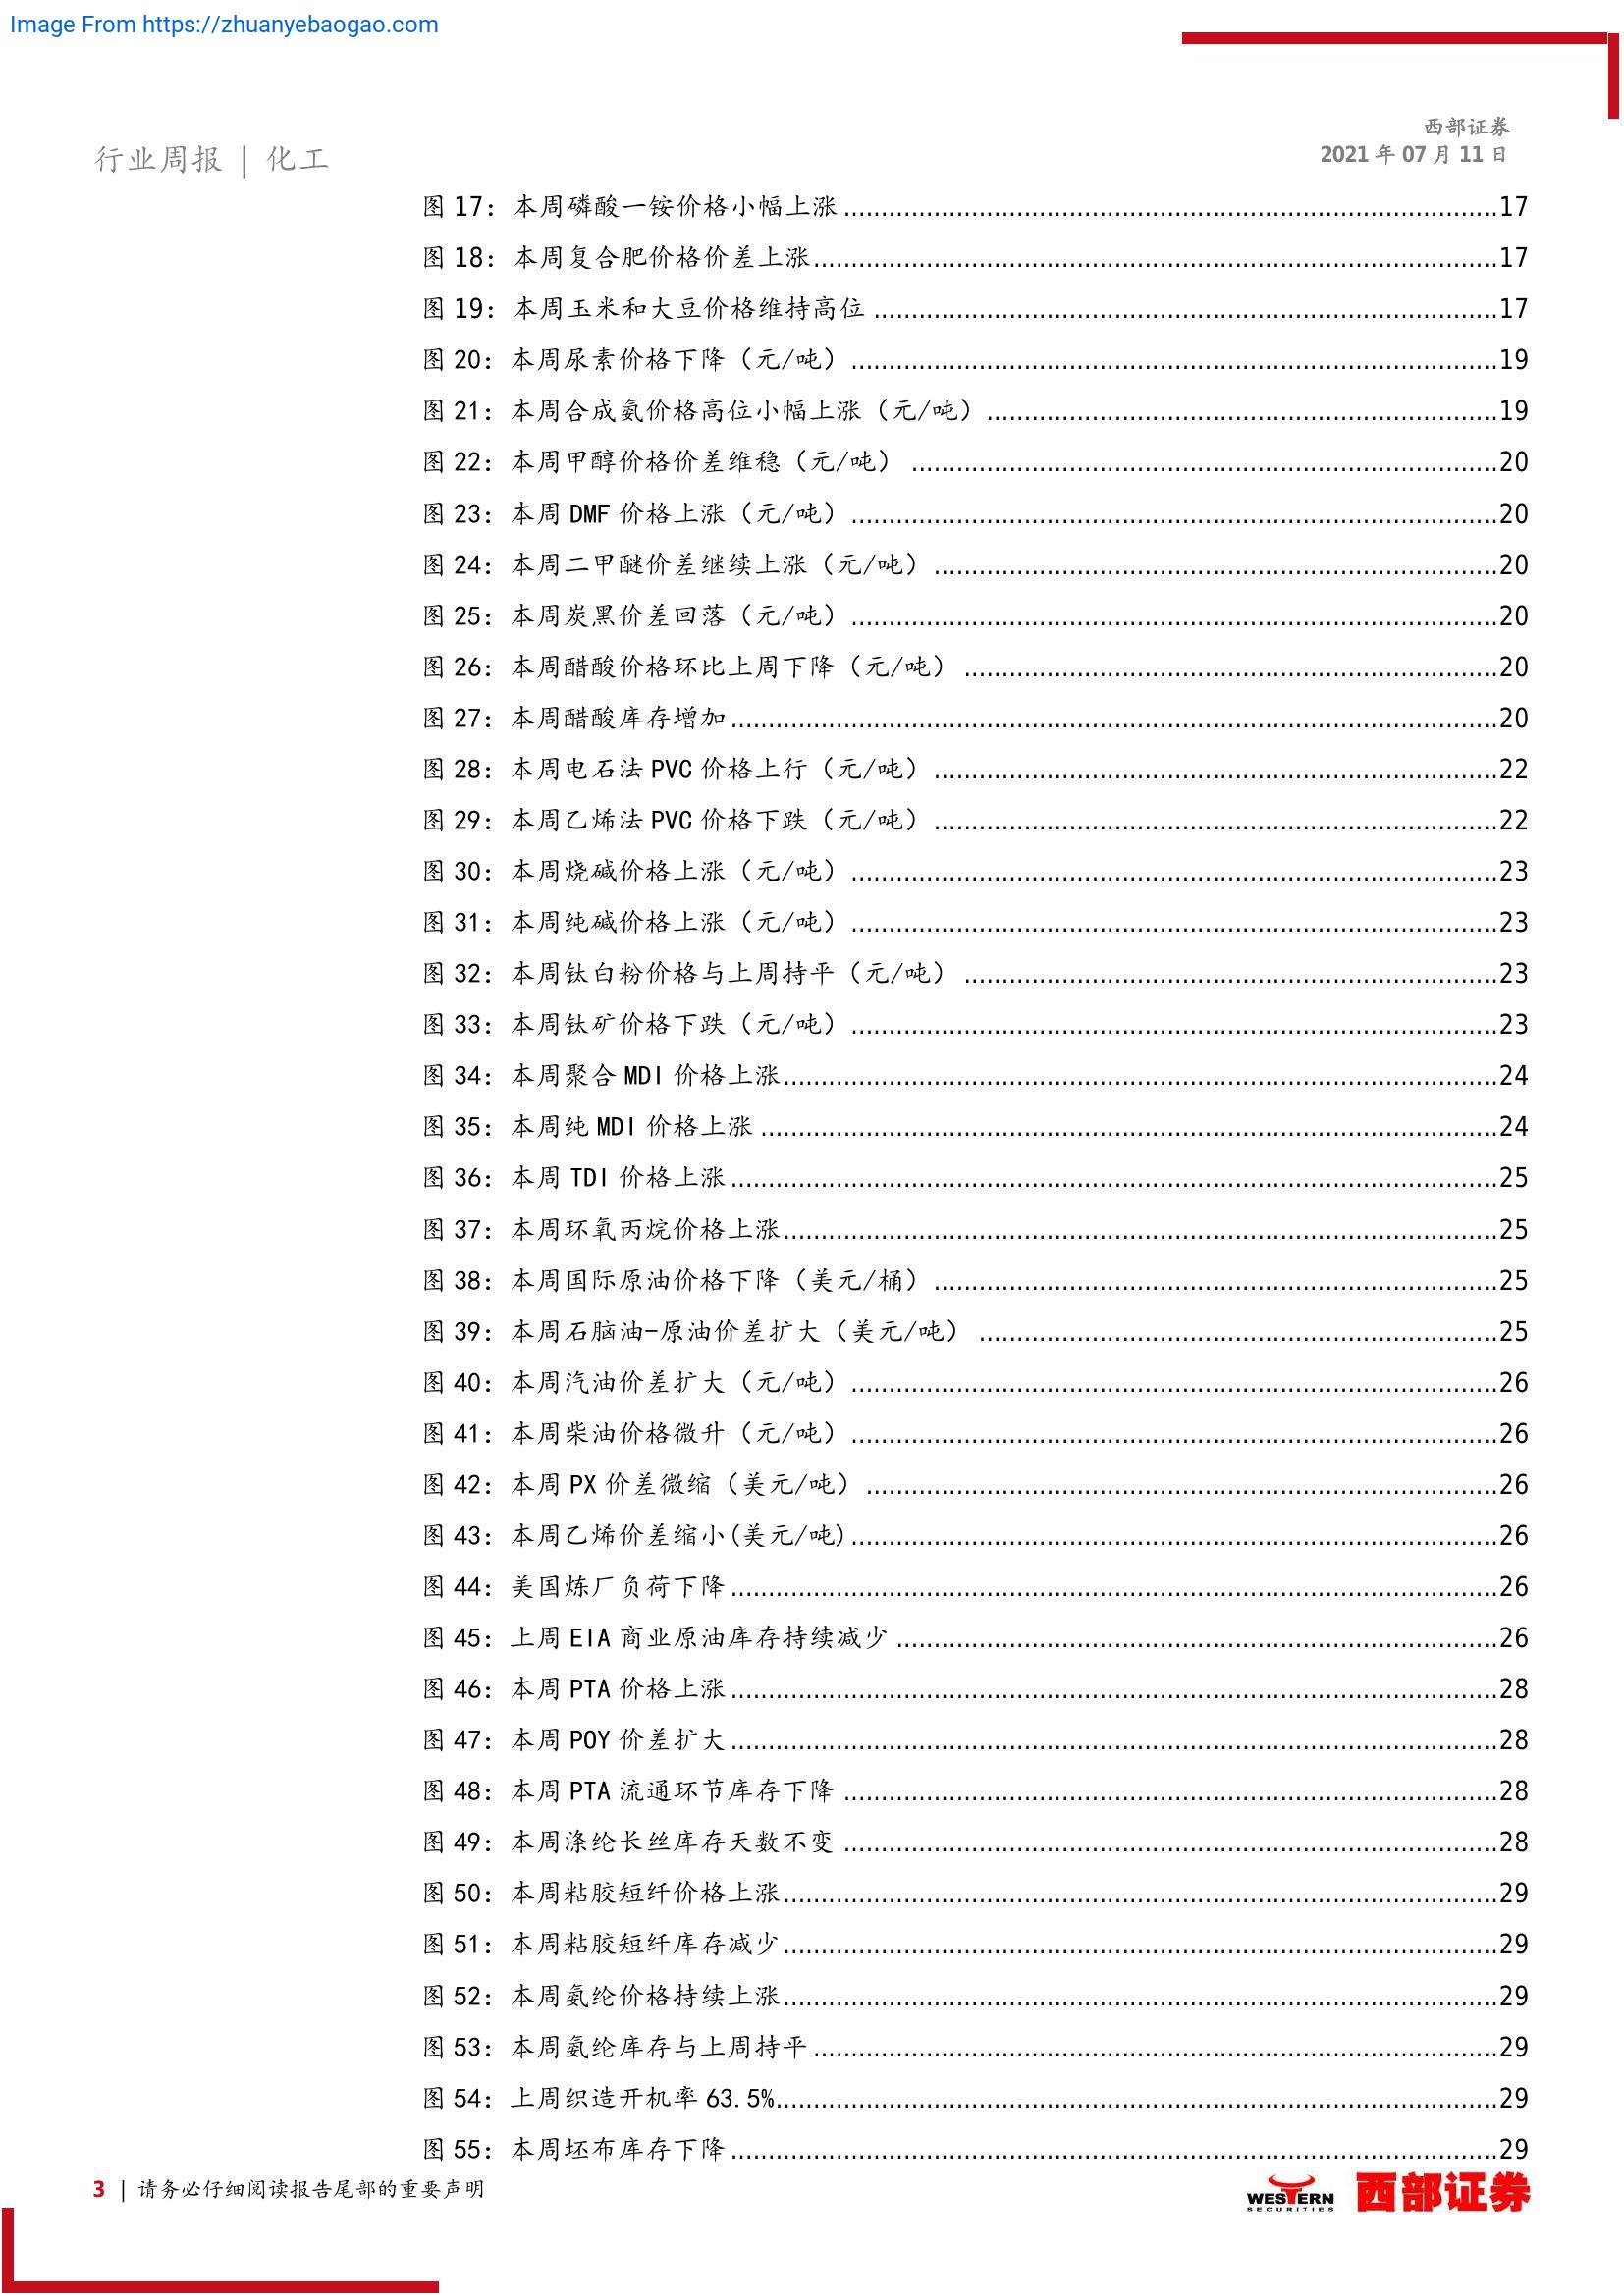 Image From https://zhuanyebaogao.com
西部证券
2021 年 07 月 11 日
行业周报 | 化工
图 17：本周磷酸一铵价格小幅上涨........17
图 18：本周复合肥价格价差上涨........17
图 19：本周玉米和大豆价格维持高位........17
图 20：本周尿素价格下降（元/吨）........19
图 21：本周合成氨价格高位小幅上涨（元/吨）........19
图 22：本周甲醇价格价差维稳（元/吨）........20
图 23：本周 DMF 价格上涨（元/吨）........20
图 24：本周二甲醚价差继续上涨（元/吨）........20
图 25：本周炭黑价差回落（元/吨）........20
图 26：本周醋酸价格环比上周下降（元/吨）........20
图 27：本周醋酸库存增加........20
图 28：本周电石法 PVC 价格上行（元/吨）........22
图 29：本周乙烯法 PVC 价格下跌（元/吨）........22
图 30：本周烧碱价格上涨（元/吨）........23
图 31：本周纯碱价格上涨（元/吨）........23
图 32：本周钛白粉价格与上周持平（元/吨）........23
图 33：本周钛矿价格下跌（元/吨）........23
图 34：本周聚合 MDI 价格上涨........24
图 35：本周纯 MDI 价格上涨........24
图 36：本周 TDI 价格上涨........25
图 37：本周环氧丙烷价格上涨........25
图 38：本周国际原油价格下降（美元/桶）........25
图 39：本周石脑油-原油价差扩大（美元/吨）........25
图 40：本周汽油价差扩大（元/吨）........26
图 41：本周柴油价格微升（元/吨）........26
图 42：本周 PX 价差微缩（美元/吨）........26
图 43：本周乙烯价差缩小(美元/吨)........26
图 44：美国炼厂负荷下降........26
图 45：上周 EIA 商业原油库存持续减少........26
图 46：本周 PTA 价格上涨........28
图 47：本周 POY 价差扩大........28
图 48：本周 PTA 流通环节库存下降........28
图 49：本周涤纶长丝库存天数不变........28
图 50：本周粘胶短纤价格上涨........29
图 51：本周粘胶短纤库存减少........29
图 52：本周氨纶价格持续上涨........29
图 53：本周氨纶库存与上周持平........29
图 54：上周织造开机率 63.5%........29
图 55：本周坯布库存下降........29
3 | 请务必仔细阅读报告尾部的重要声明
WESTERN
SECURITIES
西部证券